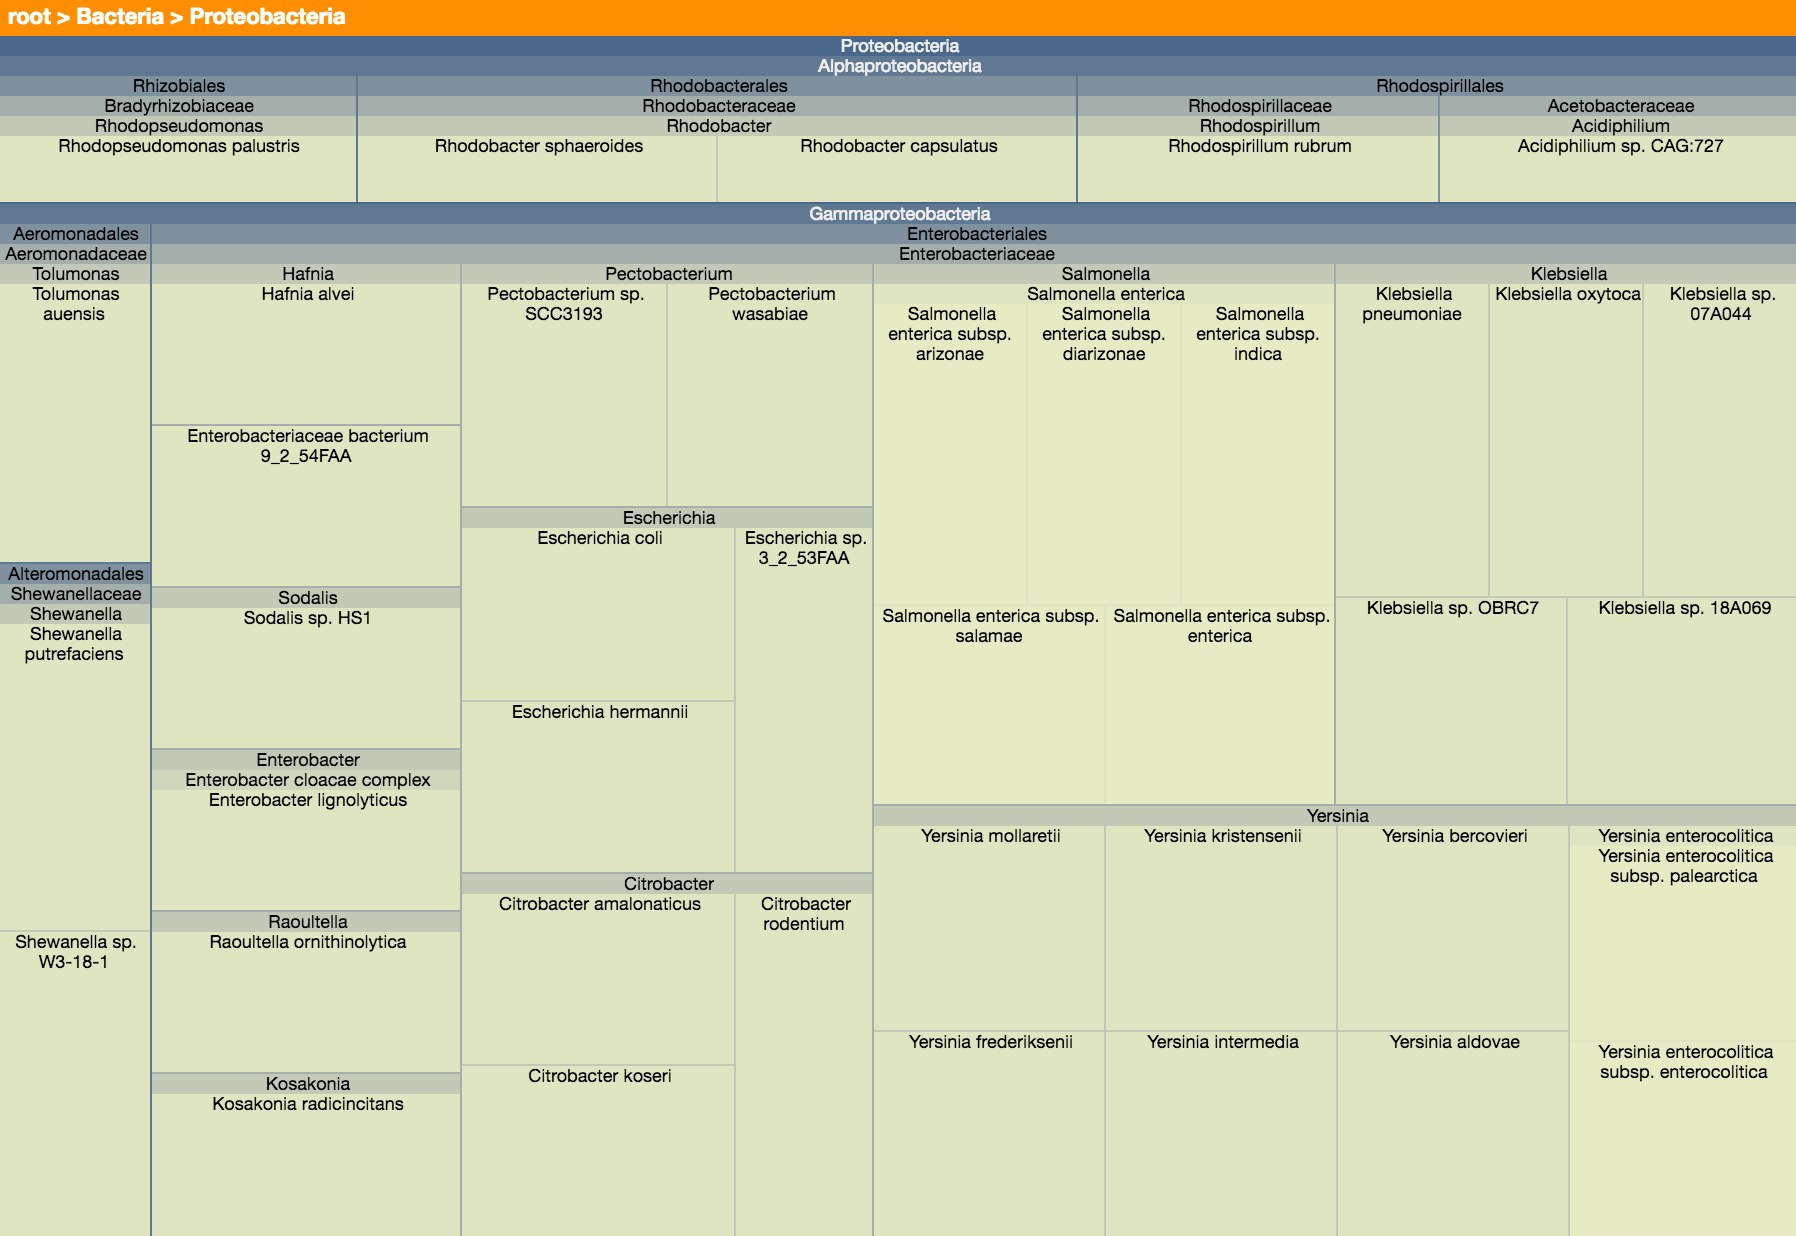 root > Bacteria > Proteobacteria
Proteobacteria
Alphaproteobacteria
Rhizobiales
Bradyrhizobiaceae
Rhodopseudomonas
Rhodopseudomonas palustris
Rhodobacterales
Rhodobacteraceae
Rhodobacter
Rhodobacter sphaeroides
Rhodobacter capsulatus
Rhodospirillales
Rhodospirillaceae
Rhodospirillum
Rhodospirillum rubrum
Acetobacteraceae
Acidiphilium
Acidiphilium sp. CAG:727
Gammaproteobacteria
Aeromonadales
Aeromonadaceae
Tolumonas
Tolumonas
auensis
Alteromonadales
Shewanellaceae
Shewanella
Shewanella
putrefaciens
Shewanella sp.
W3-18-1
Enterobacteriales
Enterobacteriaceae
Hafnia
Hafnia alvei
Enterobacteriaceae bacterium
9_2_54FAA
Sodalis
Sodalis sp. HS1
Enterobacter
Enterobacter cloacae complex
Enterobacter lignolyticus
Raoultella
Raoultella ornithinolytica
Kosakonia
Kosakonia radicincitans
Pectobacterium
Pectobacterium sp.
SCC3193
Pectobacterium
wasabiae
Escherichia
Escherichia coli
Escherichia sp.
3_2_53FAA
Escherichia hermannii
Citrobacter
Citrobacter amalonaticus
Citrobacter
rodentium
Citrobacter koseri
Salmonella
Salmonella enterica
Salmonella
enterica subsp.
arizonae
Salmonella
enterica subsp.
diarizonae
Salmonella
enterica subsp.
indica
Salmonella enterica subsp.
salamae
Salmonella enterica subsp.
enterica
Klebsiella
Klebsiella
pneumoniae
Klebsiella oxytoca
Klebsiella sp.
07A044
Klebsiella sp. OBRC7
Klebsiella sp. 18A069
Yersinia
Yersinia mollaretii
Yersinia kristensenii
Yersinia bercovieri
Yersinia enterocolitica
Yersinia enterocolitica
subsp. palearctica
Yersinia frederiksenii
Yersinia intermedia
Yersinia aldovae
Yersinia enterocolitica
subsp. enterocolitica